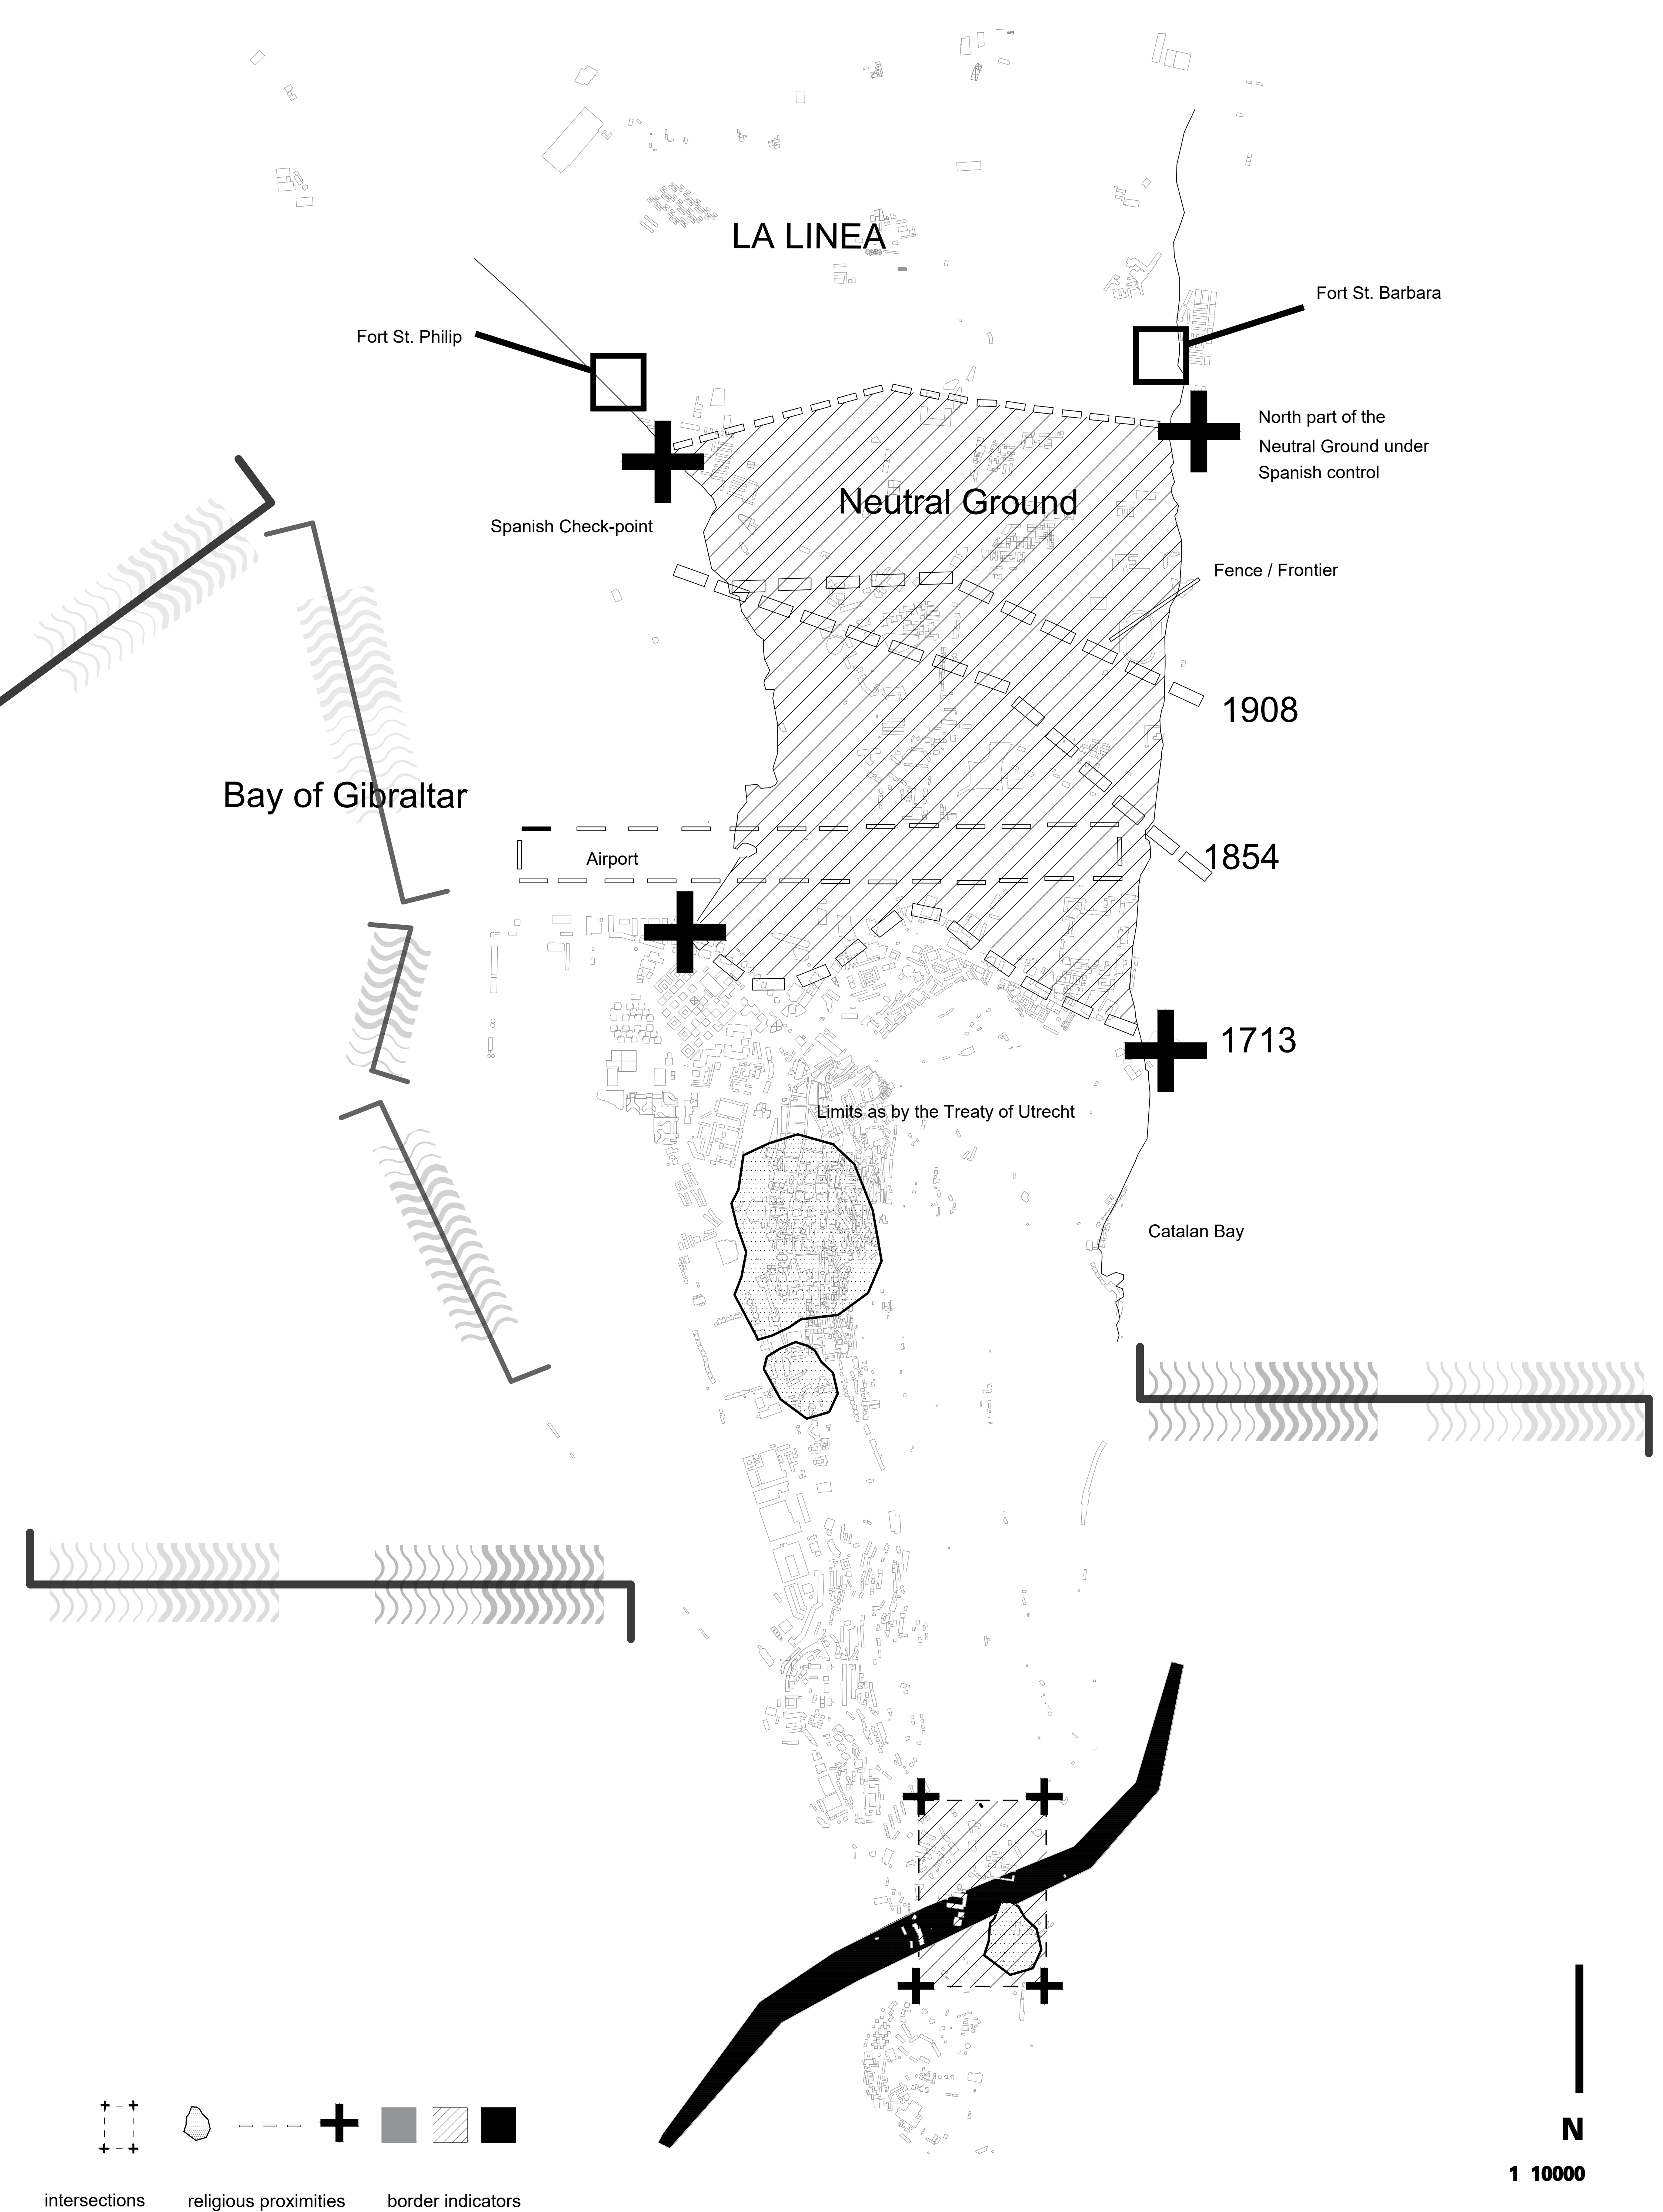 LA LINEA
Fort St. Barbara
Fort St. Philip
North part of the
Neutral Ground under
Spanish control
Neutral Ground
Spanish Check-point
Fence / Frontier
1908
Bay of Gibraltar
1854
Airport
1713
Limits as by the Treaty of Utrecht
Catalan Bay
N
1 10000
intersections
religious proximities
border indicators